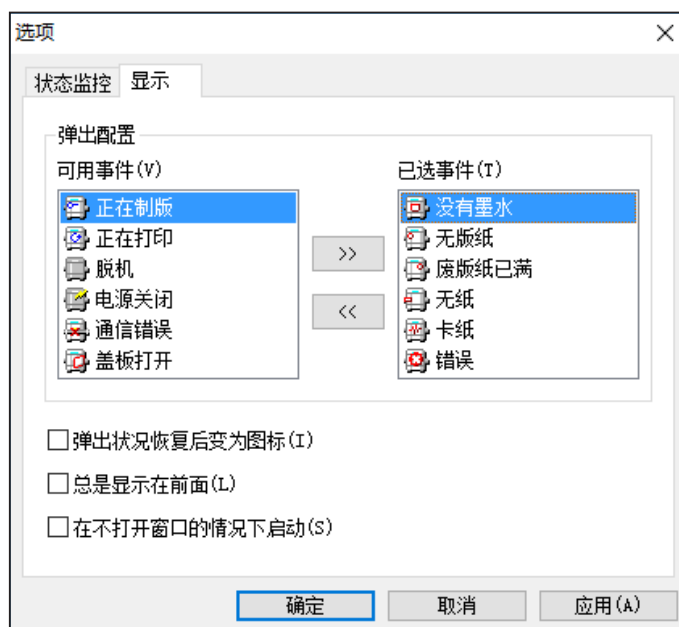 选项
状态监控 显示
弹出配置
可用事件(V) 已选事件(T)
正在制版 没有墨水
正在打印 无版纸
脱机 废版纸已满
电源关闭 无纸
通信错误 卡纸
盖板打开 错误
>>
<<
弹出状况恢复后变为图标(I)
总是显示在前面(L)
在不打开窗口的情况下启动(S)
确定 取消 应用(A)